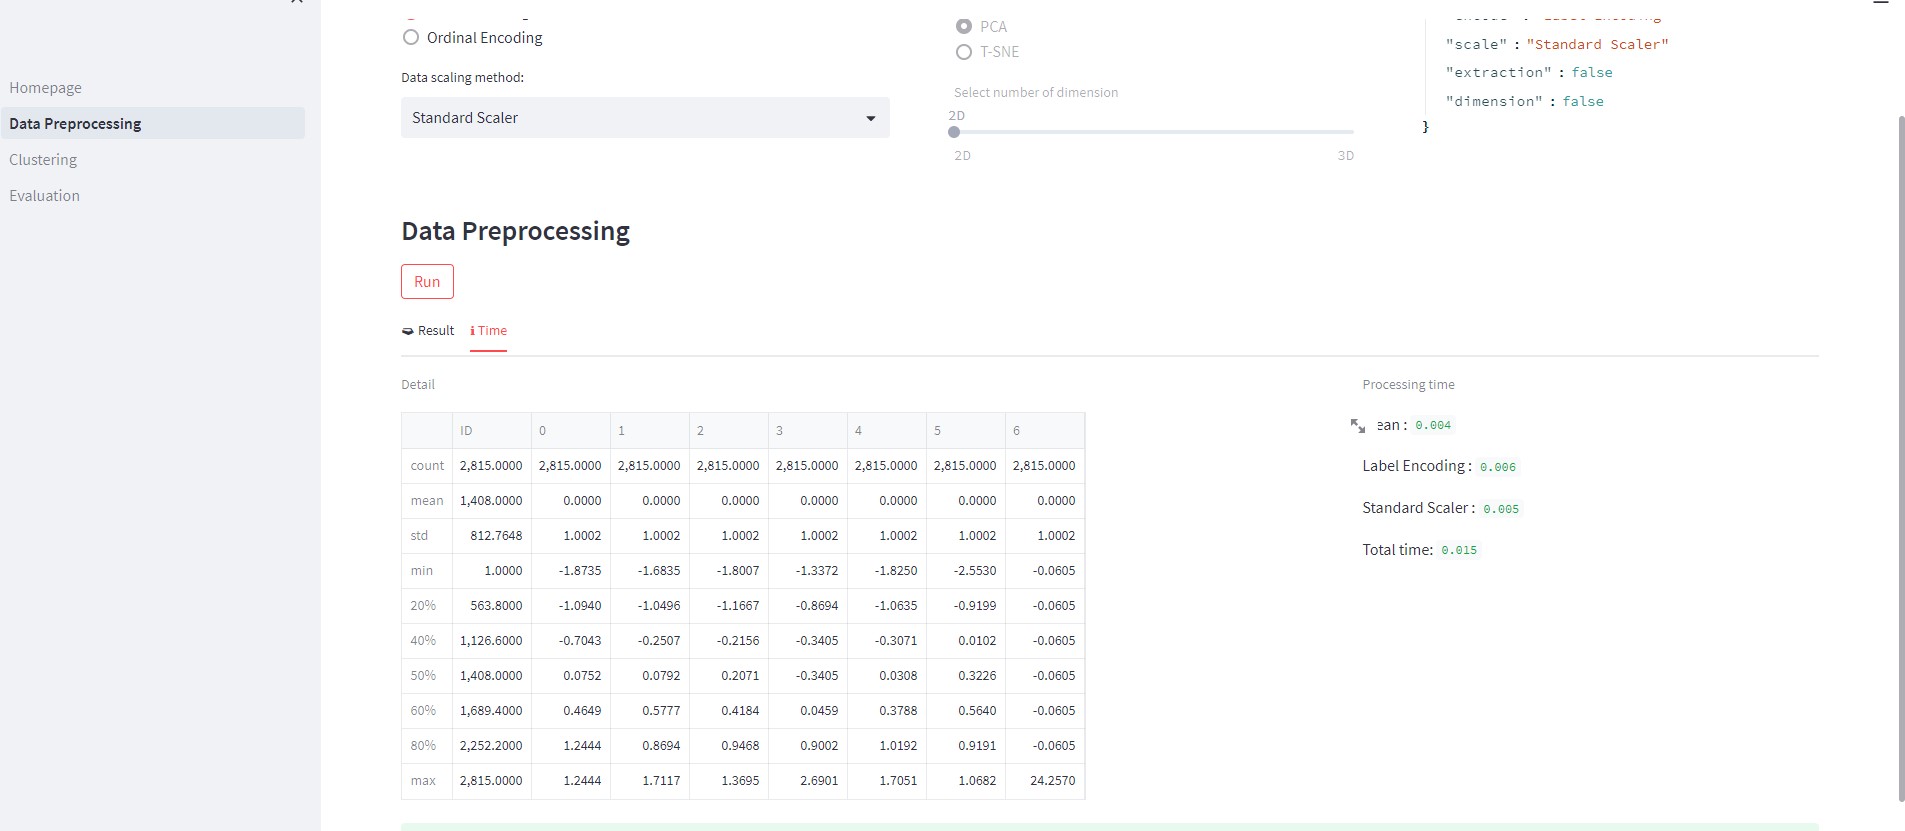 Homepage
Data Preprocessing
Clustering
Evaluation
Ordinal Encoding
Data scaling method:
Standard Scaler
PCA
T-SNE
Select number of dimension
2D
2D 3D
"scale" : "Standard Scaler"
"extraction" : false
"dimension" : false
}
Data Preprocessing
Run
Result Time
Detail
ID 0 1 2 3 4 5 6
count 2,815.0000 2,815.0000 2,815.0000 2,815.0000 2,815.0000 2,815.0000 2,815.0000 2,815.0000
mean 1,408.0000 0.0000 0.0000 0.0000 0.0000 0.0000 0.0000 0.0000
std 812.7648 1.0002 1.0002 1.0002 1.0002 1.0002 1.0002 1.0002
min 1.0000 -1.8735 -1.6835 -1.8007 -1.3372 -1.8250 -2.5530 -0.0605
20% 563.8000 -1.0940 -1.0496 -1.1667 -0.8694 -1.0635 -0.9199 -0.0605
40% 1,126.6000 -0.7043 -0.2507 -0.2156 -0.3405 -0.3071 0.0102 -0.0605
50% 1,408.0000 0.0752 0.0792 0.2071 -0.3405 0.0308 0.3226 -0.0605
60% 1,689.4000 0.4649 0.5777 0.4184 0.0459 0.3788 0.5640 -0.0605
80% 2,252.2000 1.2444 0.8694 0.9468 0.9002 1.0192 0.9191 -0.0605
max 2,815.0000 1.2444 1.7117 1.3695 2.6901 1.7051 1.0682 24.2570
Processing time
ean : 0.004
Label Encoding : 0.006
Standard Scaler : 0.005
Total time: 0.015